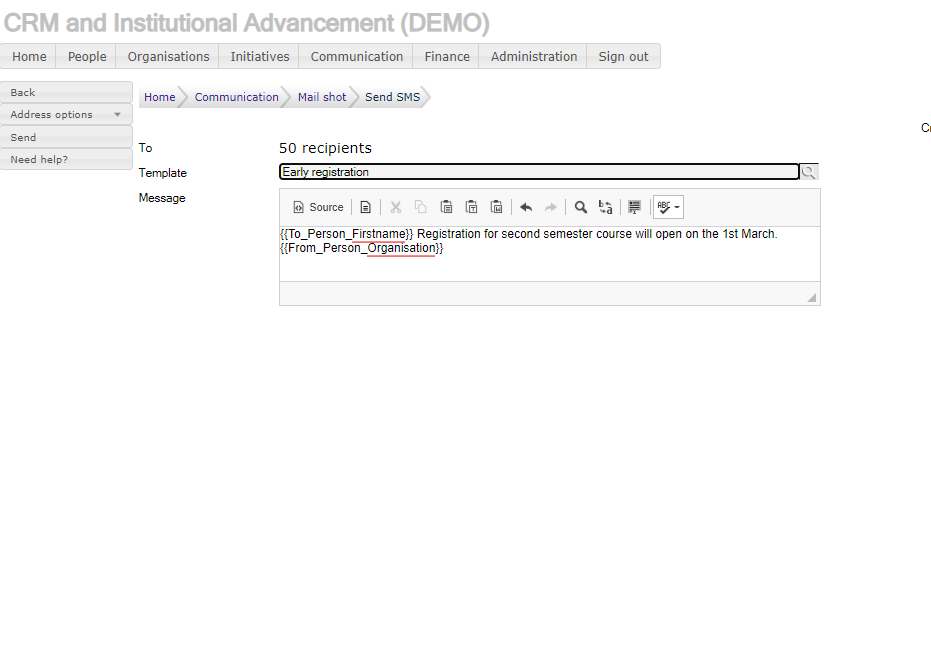 CRM and Institutional Advancement (DEMO)
Home People Organisations Initiatives Communication Finance Administration Sign out
Back
Address options
Send
Need help?
Home Communication Mail shot Send SMS
To 50 recipients
Template Early registration
Message
Source ABC
{{To_Person_Firstname}} Registration for second semester course will open on the 1st March.
{{From_Person_Organisation}}